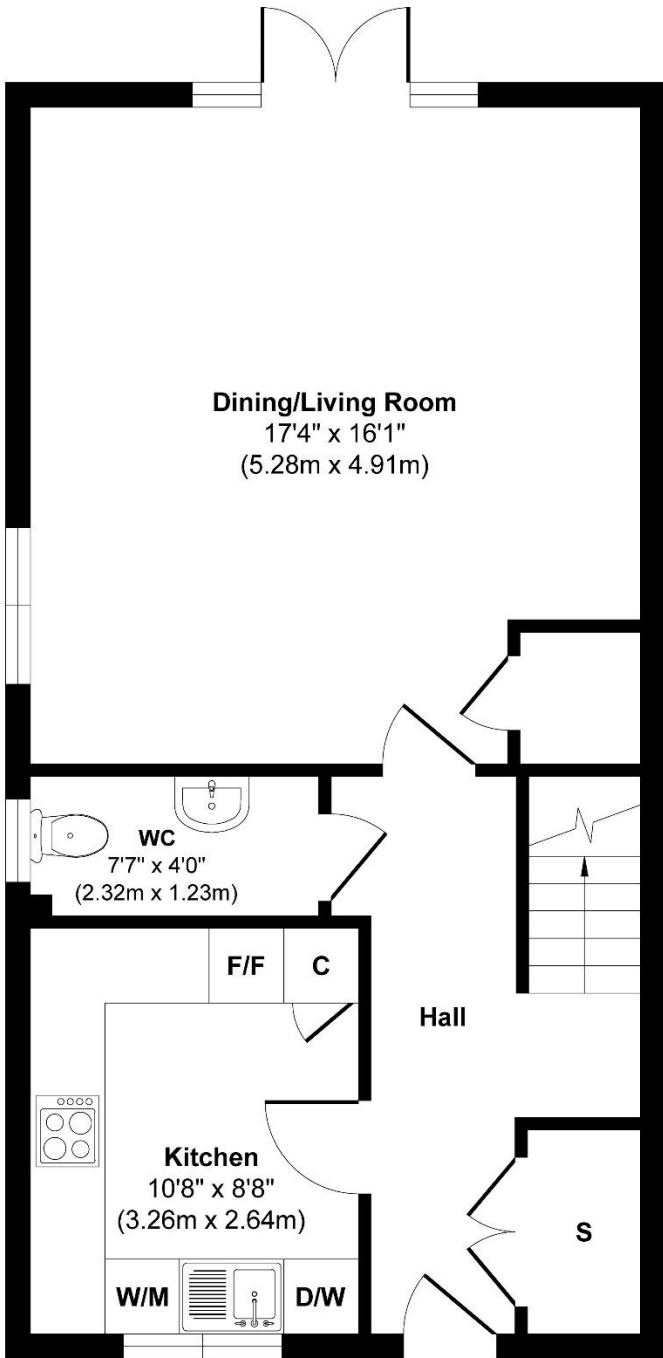 Dining/Living Room
17'4" x 16'1"
(5.28m x 4.91m)
WC
7'7" x 4'0"
(2.32m x 1.23m)
F/F
C
Hall
Kitchen
10'8" x 8'8"
(3.26m x 2.64m)
S
W/M
D/W